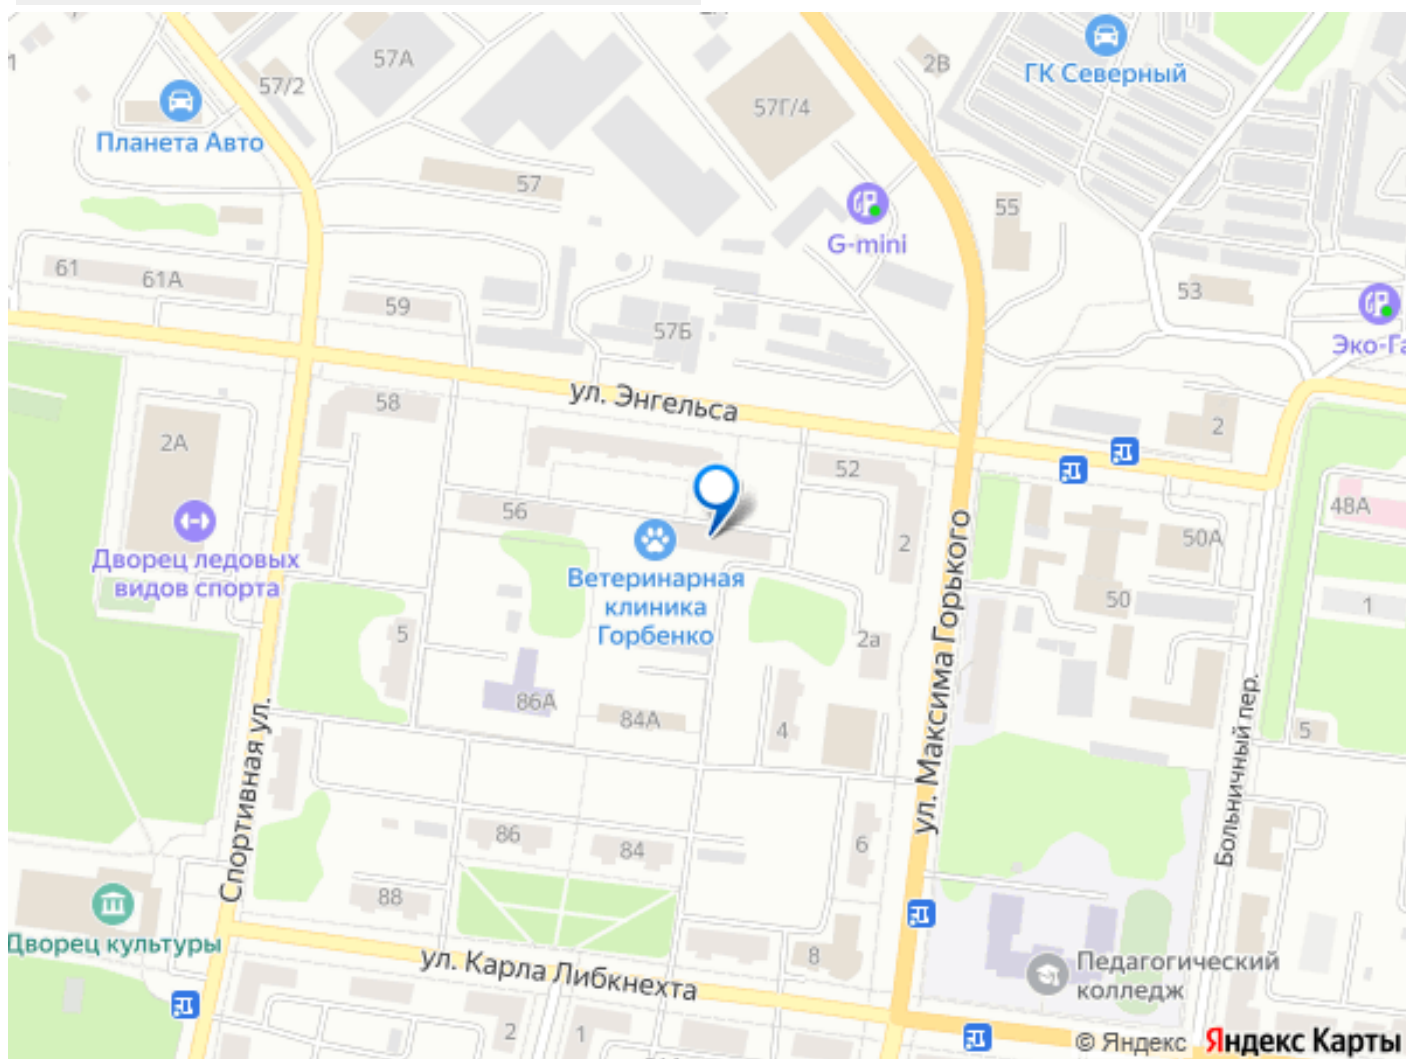 57А
2В
ГК Северный
57/2
57Г/4
Планета Авто
57
55
G-mini
61
61А
53
59
57Б
Эко-Га
ул. Энгельса
58
2А
2
52
56
48А
50А
2
Дворец ледовых
видов спорта
Ветеринарная
клиника
Горбенко
50
1
5
2а
86А
84А
4
5
ул. Максима Горького
Спортивная ул.
Больничный пер.
86
84
6
88
Дворец культуры
ул. Карла Либкнехта
8
Педагогический
колледж
2
1
© Яндекс
Яндекс Карты